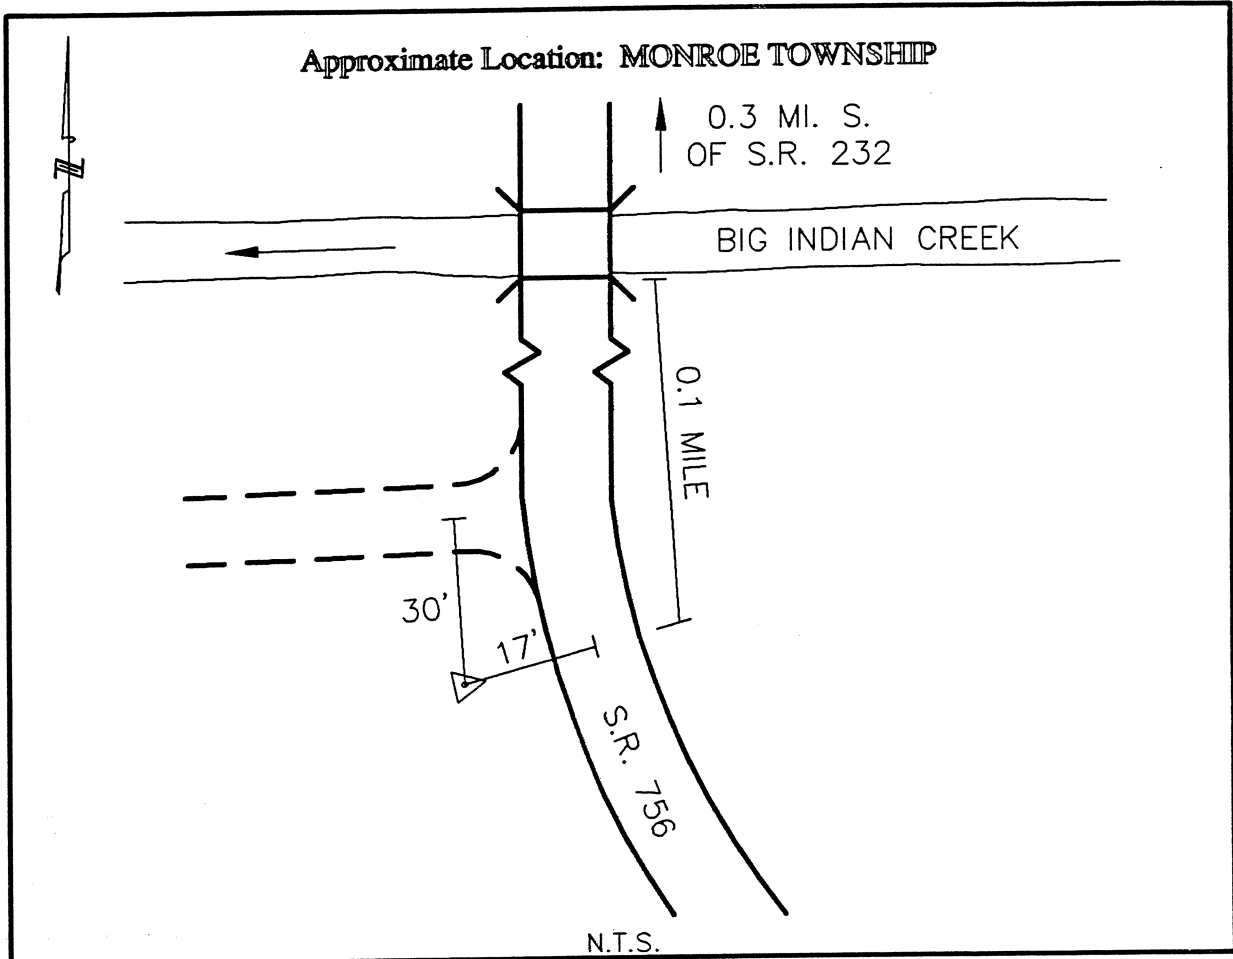 Approximate Location: MONROE TOWNSHIP
N
0.3 MI. S.
OF S.R. 232
BIG INDIAN CREEK
0.1 MILE
30'
17'
S.R. 756
N.T.S.